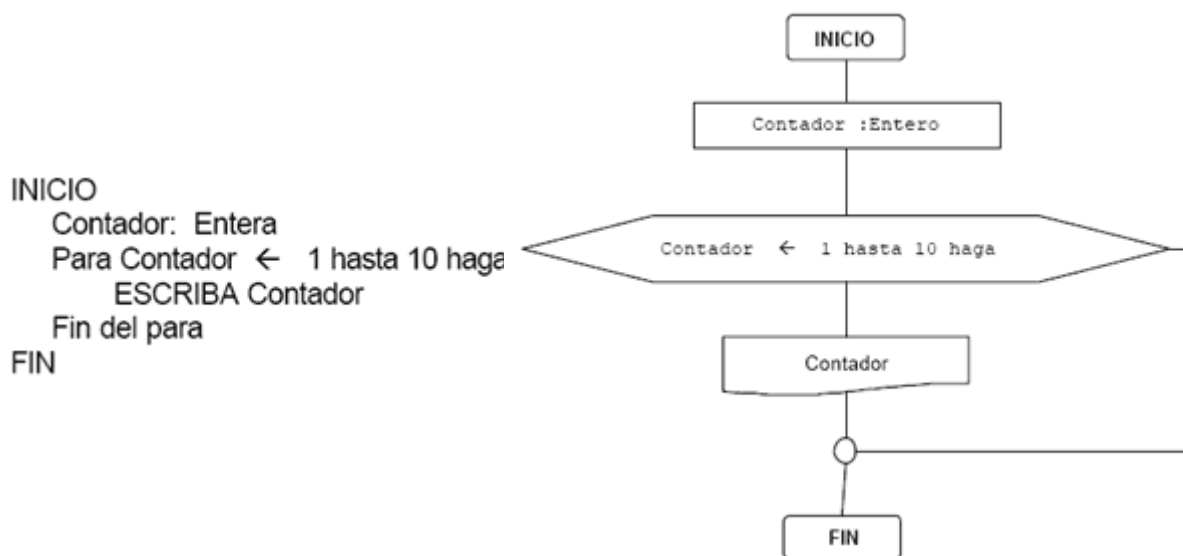 INICIO
Contador: Entera
Para Contador ← 1 hasta 10 haga
ESCRIBA Contador
Fin del para
FIN
INICIO
Contador :Entero
Contador ← 1 hasta 10 haga
Contador
FIN